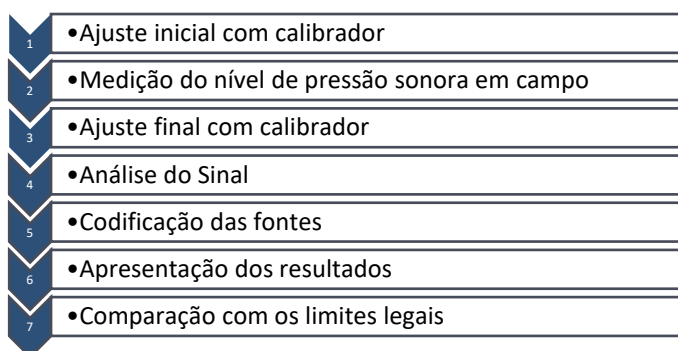 1 •Ajuste inicial com calibrador
2 •Medição do nível de pressão sonora em campo
3 •Ajuste final com calibrador
4 •Análise do Sinal
5 •Codificação das fontes
6 •Apresentação dos resultados
7 •Comparação com os limites legais